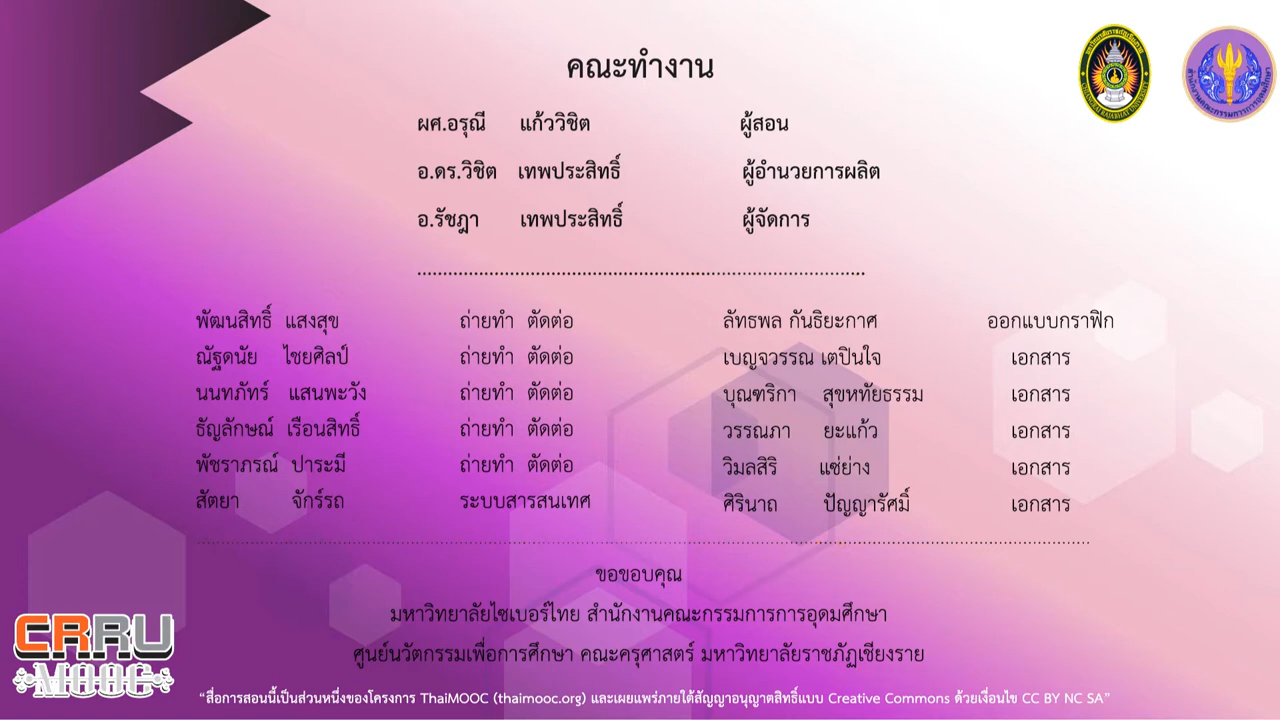 คณะทำงาน
ผศ.อรุณี แก้ววิชิต ผู้สอน
อ.ดร.วิชิต เทพประสิทธิ์ ผู้อำนวยการผลิต
อ.รัชฎา เทพประสิทธิ์ ผู้จัดการ
พัฒนสิทธิ์ แสงสุข ถ่ายทำ ตัดต่อ ลัทธพล กันธิยะกาศ ออกแบบกราฟิก
ณัฐดนัย ไชยศิลป์ ถ่ายทำ ตัดต่อ เบญจวรรณ เตปินใจ เอกสาร
นนทภัทร์ แสนพะวัง ถ่ายทำ ตัดต่อ บุณฑริกา สุขหทัยธรรม เอกสาร
ธัญลักษณ์ เรือนสิทธิ์ ถ่ายทำ ตัดต่อ วรรณภา ยะแก้ว เอกสาร
พัชราภรณ์ ปาระมี ถ่ายทำ ตัดต่อ วิมลสิริ แซ่ย่าง เอกสาร
สัตยา จักร์รถ ระบบสารสนเทศ ศิรินาถ ปัญญารัศมิ์ เอกสาร
ขอขอบคุณ
มหาวิทยาลัยไซเบอร์ไทย สำนักงานคณะกรรมการการอุดมศึกษา
ศูนย์นวัตกรรมเพื่อการศึกษา คณะครุศาสตร์ มหาวิทยาลัยราชภัฏเชียงราย
CRRU
MOOC
“สื่อการสอนนี้เป็นส่วนหนึ่งของโครงการ ThaiMOOC (thaimooc.org) และเผยแพร่ภายใต้สัญญาอนุญาตสิทธิ์แบบ Creative Commons ด้วยเงื่อนไข CC BY NC SA”